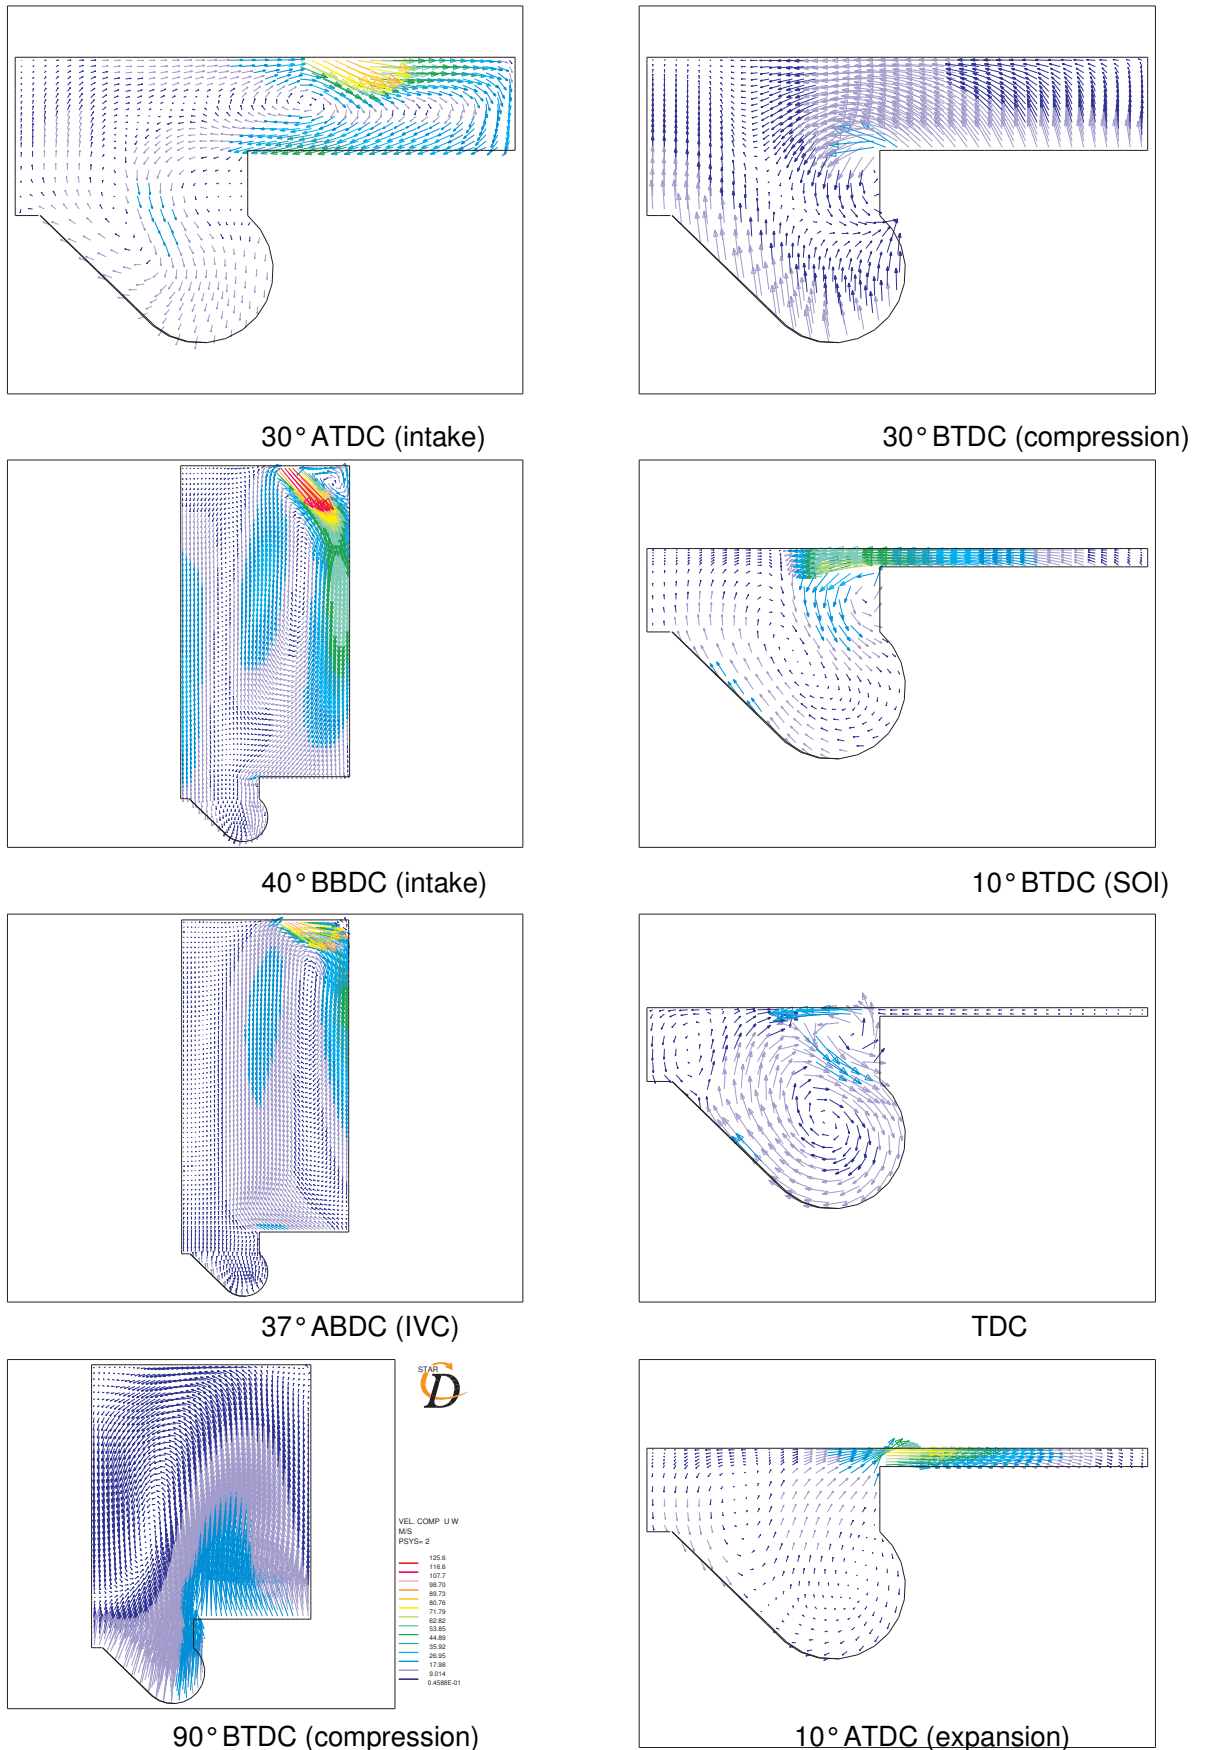 30° ATDC (intake)
30° BTDC (compression)
40° BBDC (intake)
10° BTDC (SOI)
37° ABDC (IVC)
TDC
STAR
D
VEL. COMP U W
M/S
PSYS= 2
125.6
116.6
107.7
98.70
89.73
80.76
71.79
62.82
53.85
44.89
35.92
26.95
17.98
9.014
0.4588E-01
90° BTDC (compression)
10° ATDC (expansion)